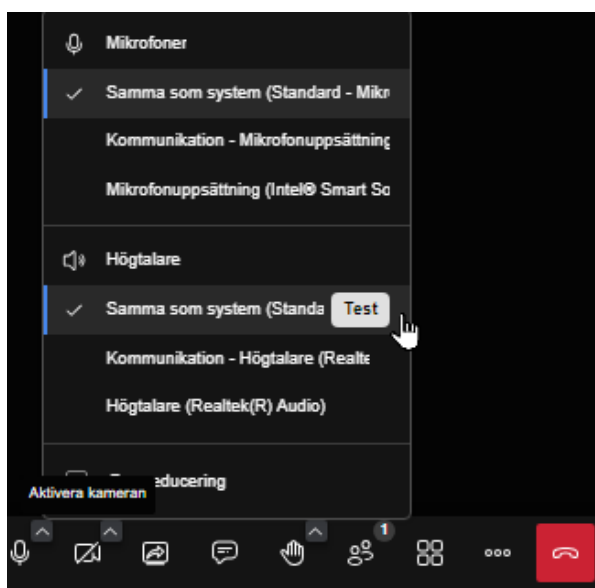 Mikrofoner
Samma som system (Standard - Mikr
Kommunikation - Mikrofonuppsättning
Mikrofonuppsättning (Intel® Smart So
Högtalare
Samma som system (Standa
Test
Kommunikation - Högtalare (Realte
Högtalare (Realtek(R) Audio)
educering
Aktivera kameran
1